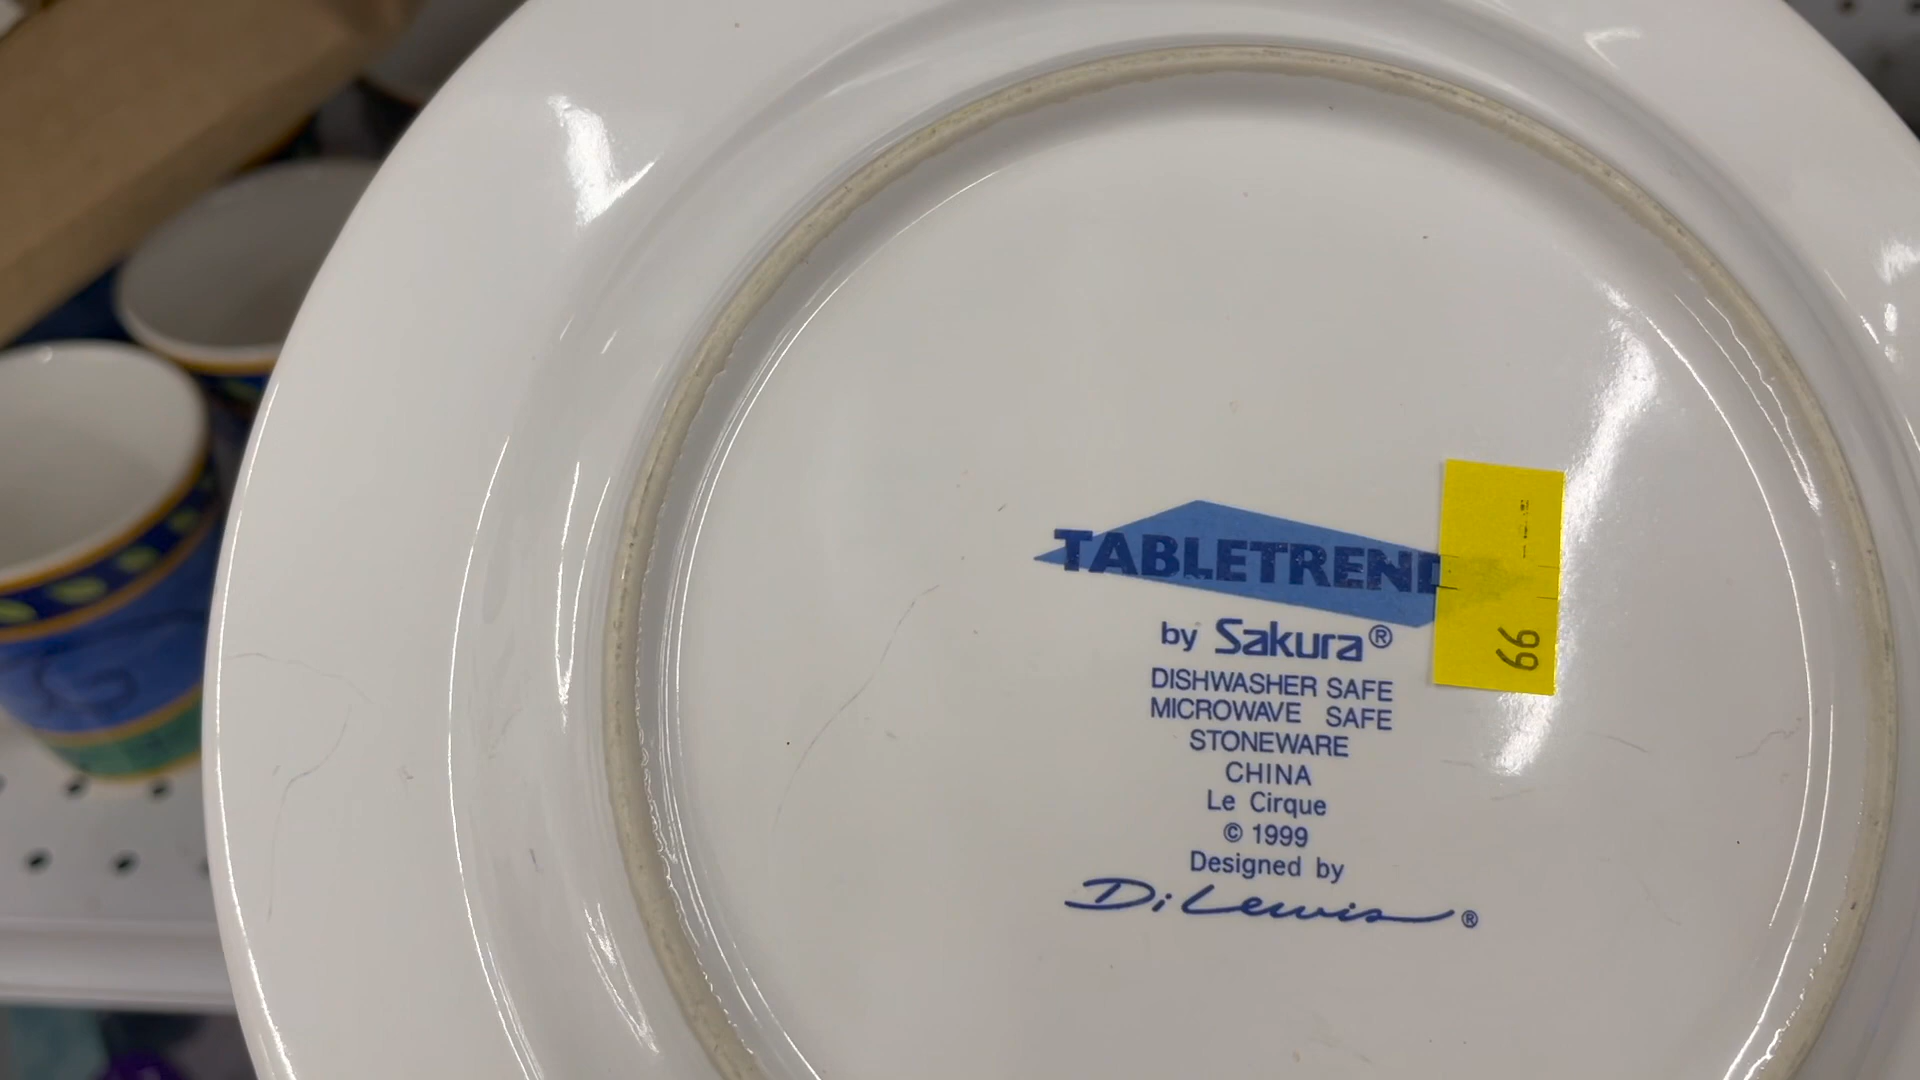 TABLETREND
by Sakura®
DISHWASHER SAFE
MICROWAVE SAFE
STONEWARE
CHINA
Le Cirque
© 1999
Designed by
Di Lewis ®
99